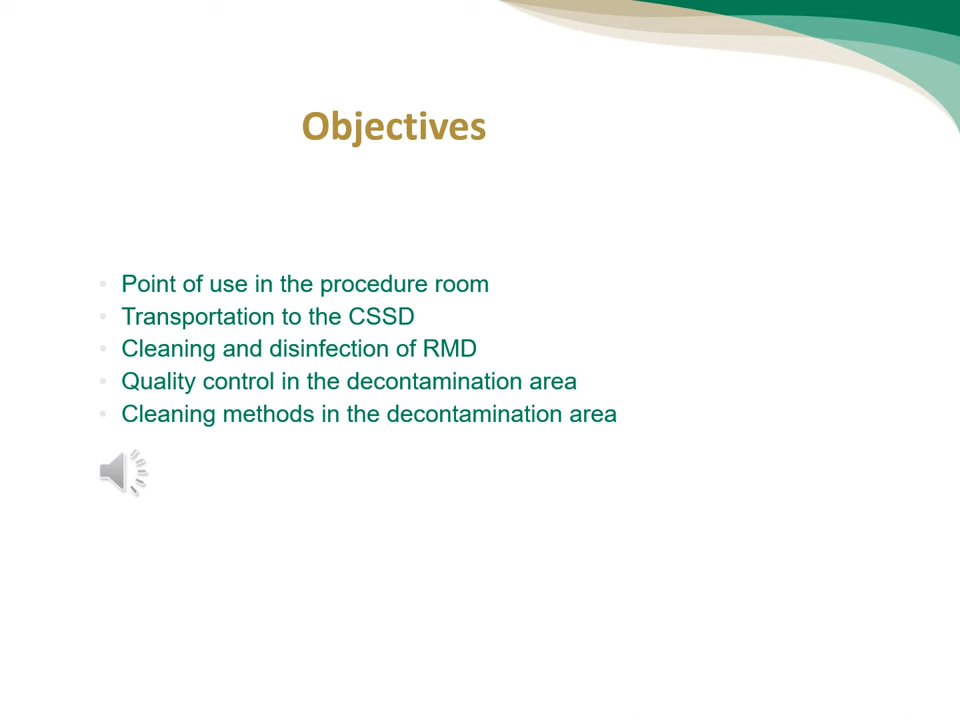 Objectives
• Point of use in the procedure room
• Transportation to the CSSD
• Cleaning and disinfection of RMD
• Quality control in the decontamination area
• Cleaning methods in the decontamination area